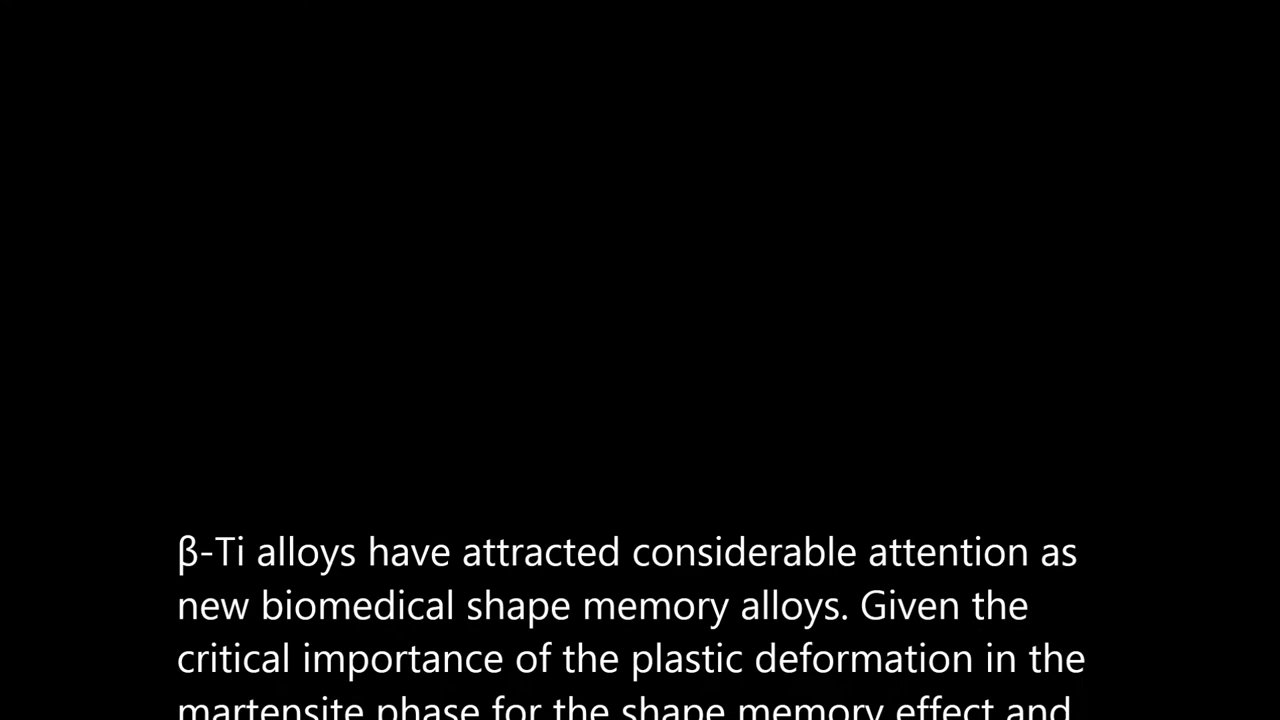 β-Ti alloys have attracted considerable attention as
new biomedical shape memory alloys. Given the
critical importance of the plastic deformation in the
martensite phase for the shape memory effect and